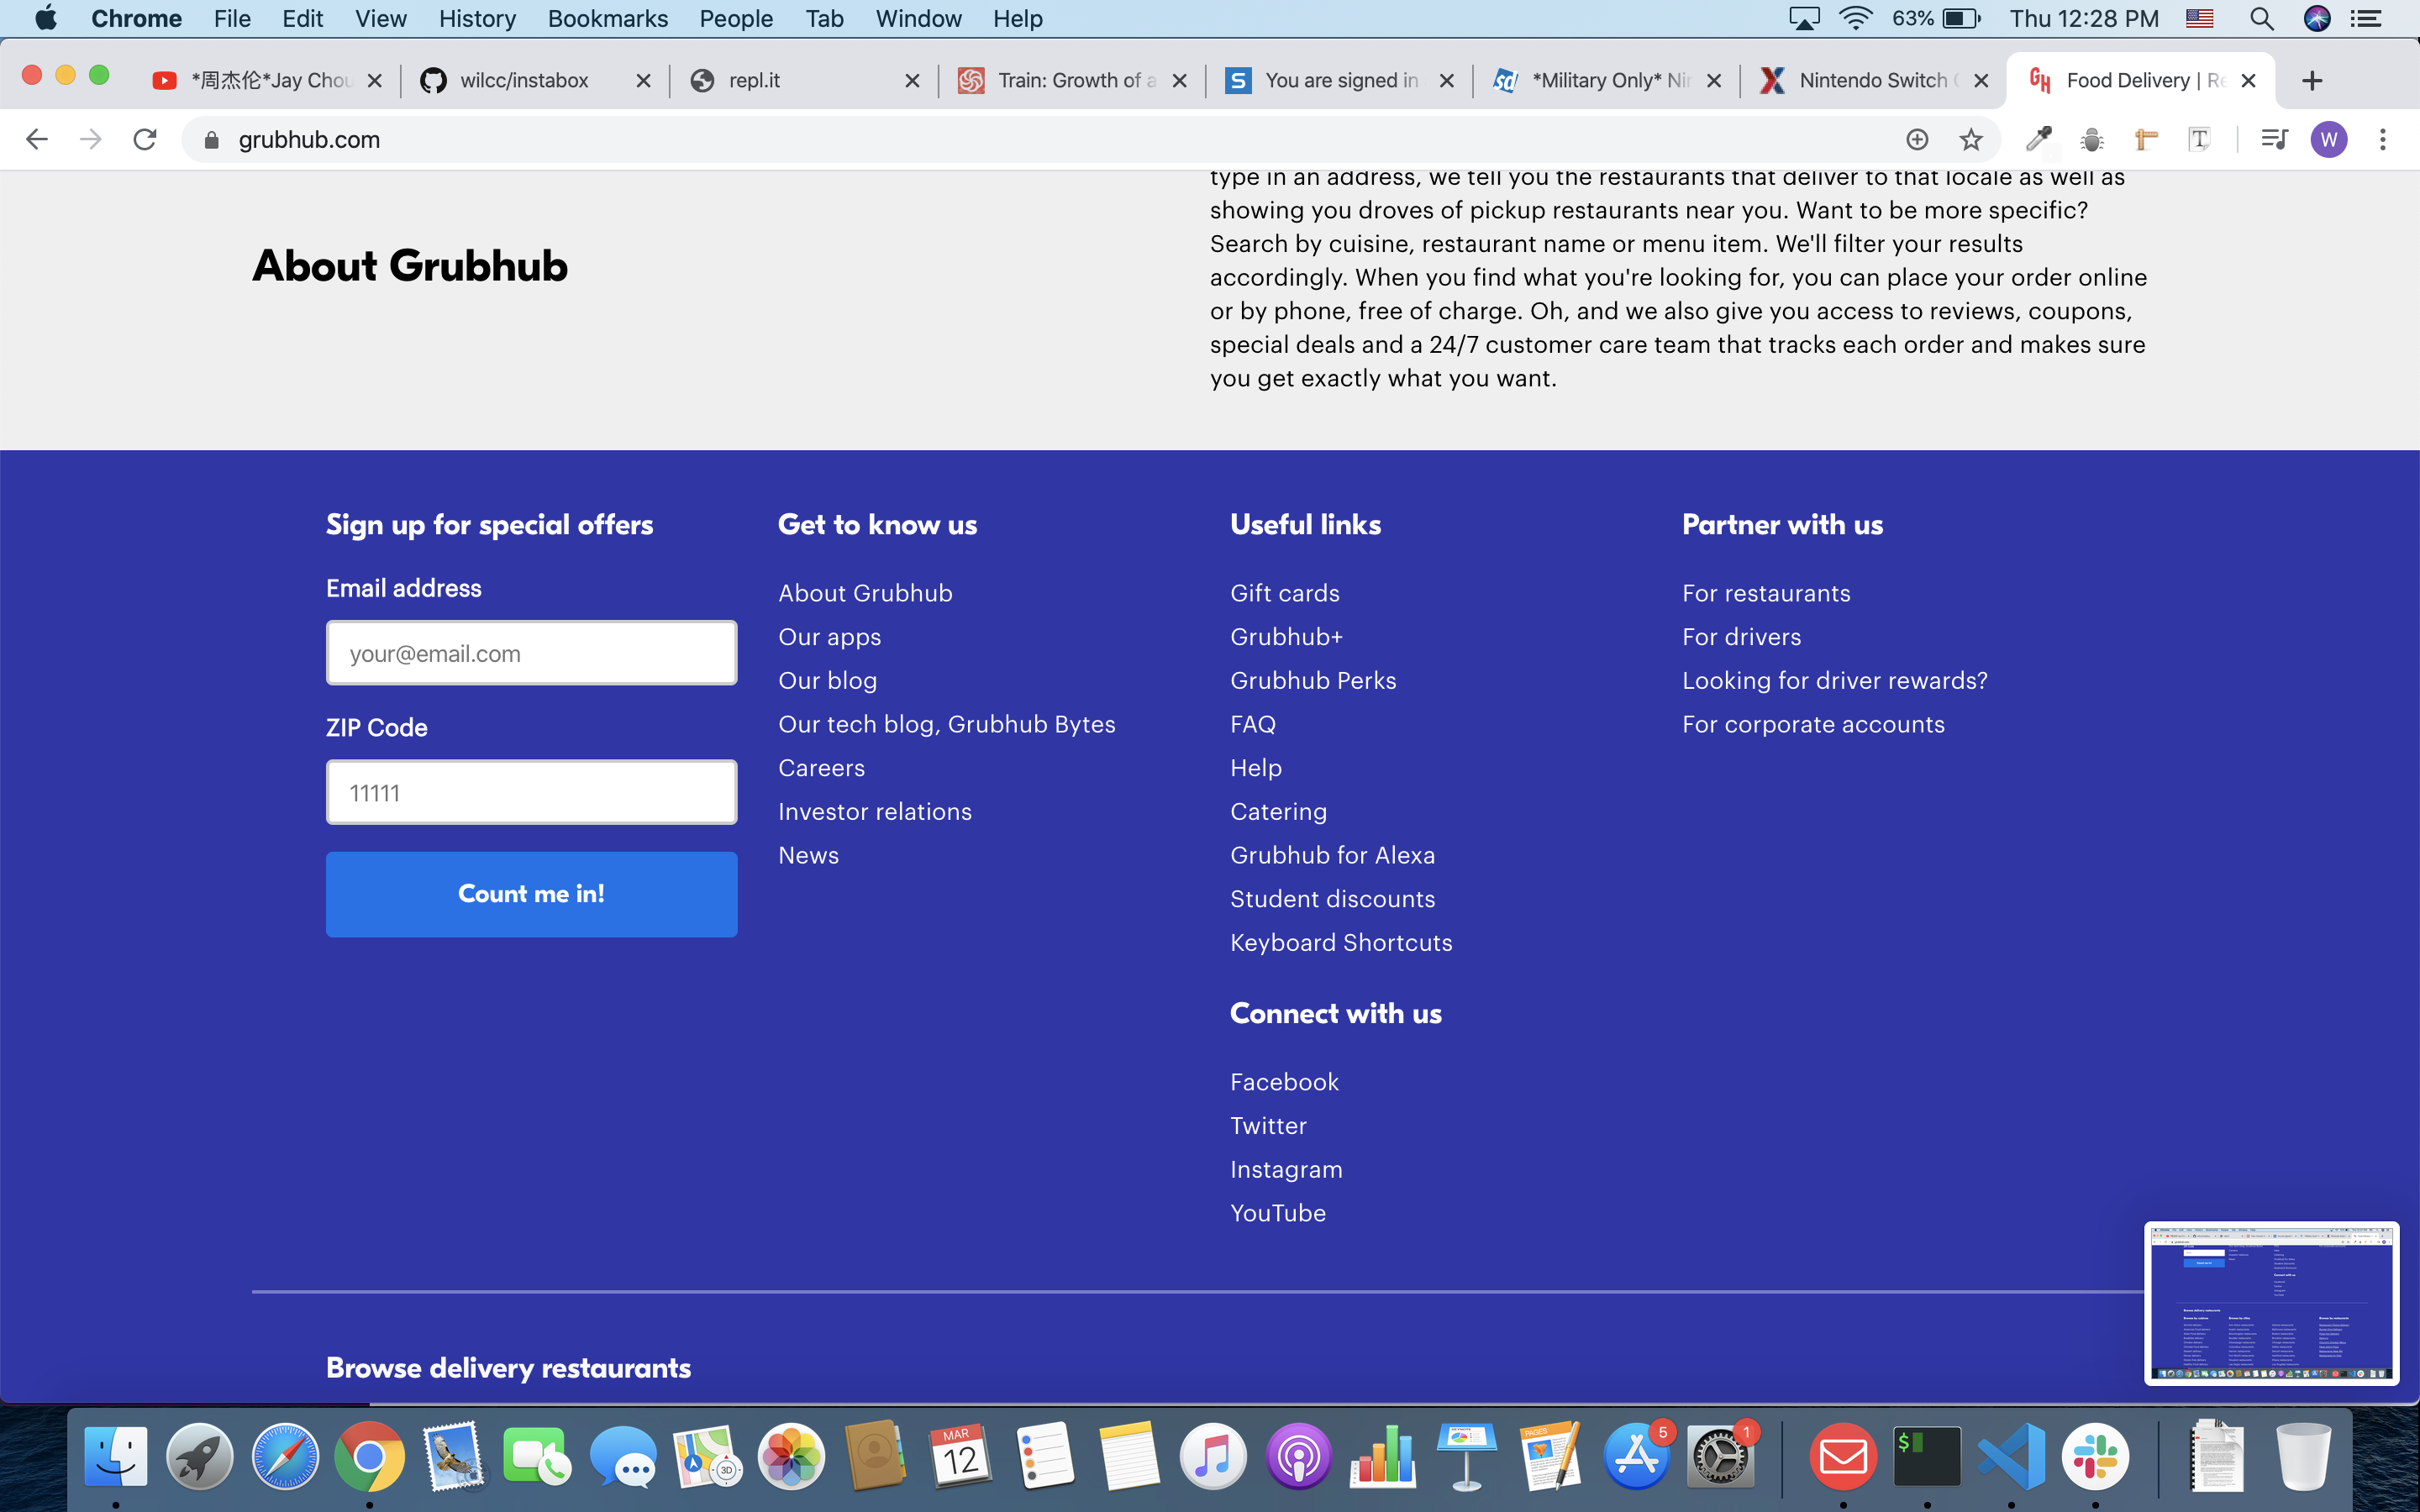 Chrome File Edit View History Bookmarks People Tab Window Help 63% Thu 12:28 PM
*周杰伦*Jay Chou wilcc/instabox repl.it Train: Growth of a You are signed in *Military Only* Nin Nintendo Switch Food Delivery | Re
grubhub.com W
About Grubhub
type in an address, we tell you the restaurants that deliver to that locale as well as
showing you droves of pickup restaurants near you. Want to be more specific?
Search by cuisine, restaurant name or menu item. We'll filter your results
accordingly. When you find what you're looking for, you can place your order online
or by phone, free of charge. Oh, and we also give you access to reviews, coupons,
special deals and a 24/7 customer care team that tracks each order and makes sure
you get exactly what you want.
Sign up for special offers
Email address
your@email.com
ZIP Code
11111
Count me in!
Get to know us
About Grubhub
Our apps
Our blog
Our tech blog, Grubhub Bytes
Careers
Investor relations
News
Useful links
Gift cards
Grubhub+
Grubhub Perks
FAQ
Help
Catering
Grubhub for Alexa
Student discounts
Keyboard Shortcuts
Connect with us
Facebook
Twitter
Instagram
YouTube
Partner with us
For restaurants
For drivers
Looking for driver rewards?
For corporate accounts
Browse delivery restaurants
3D
MAR
12
PAGES
5
1
$